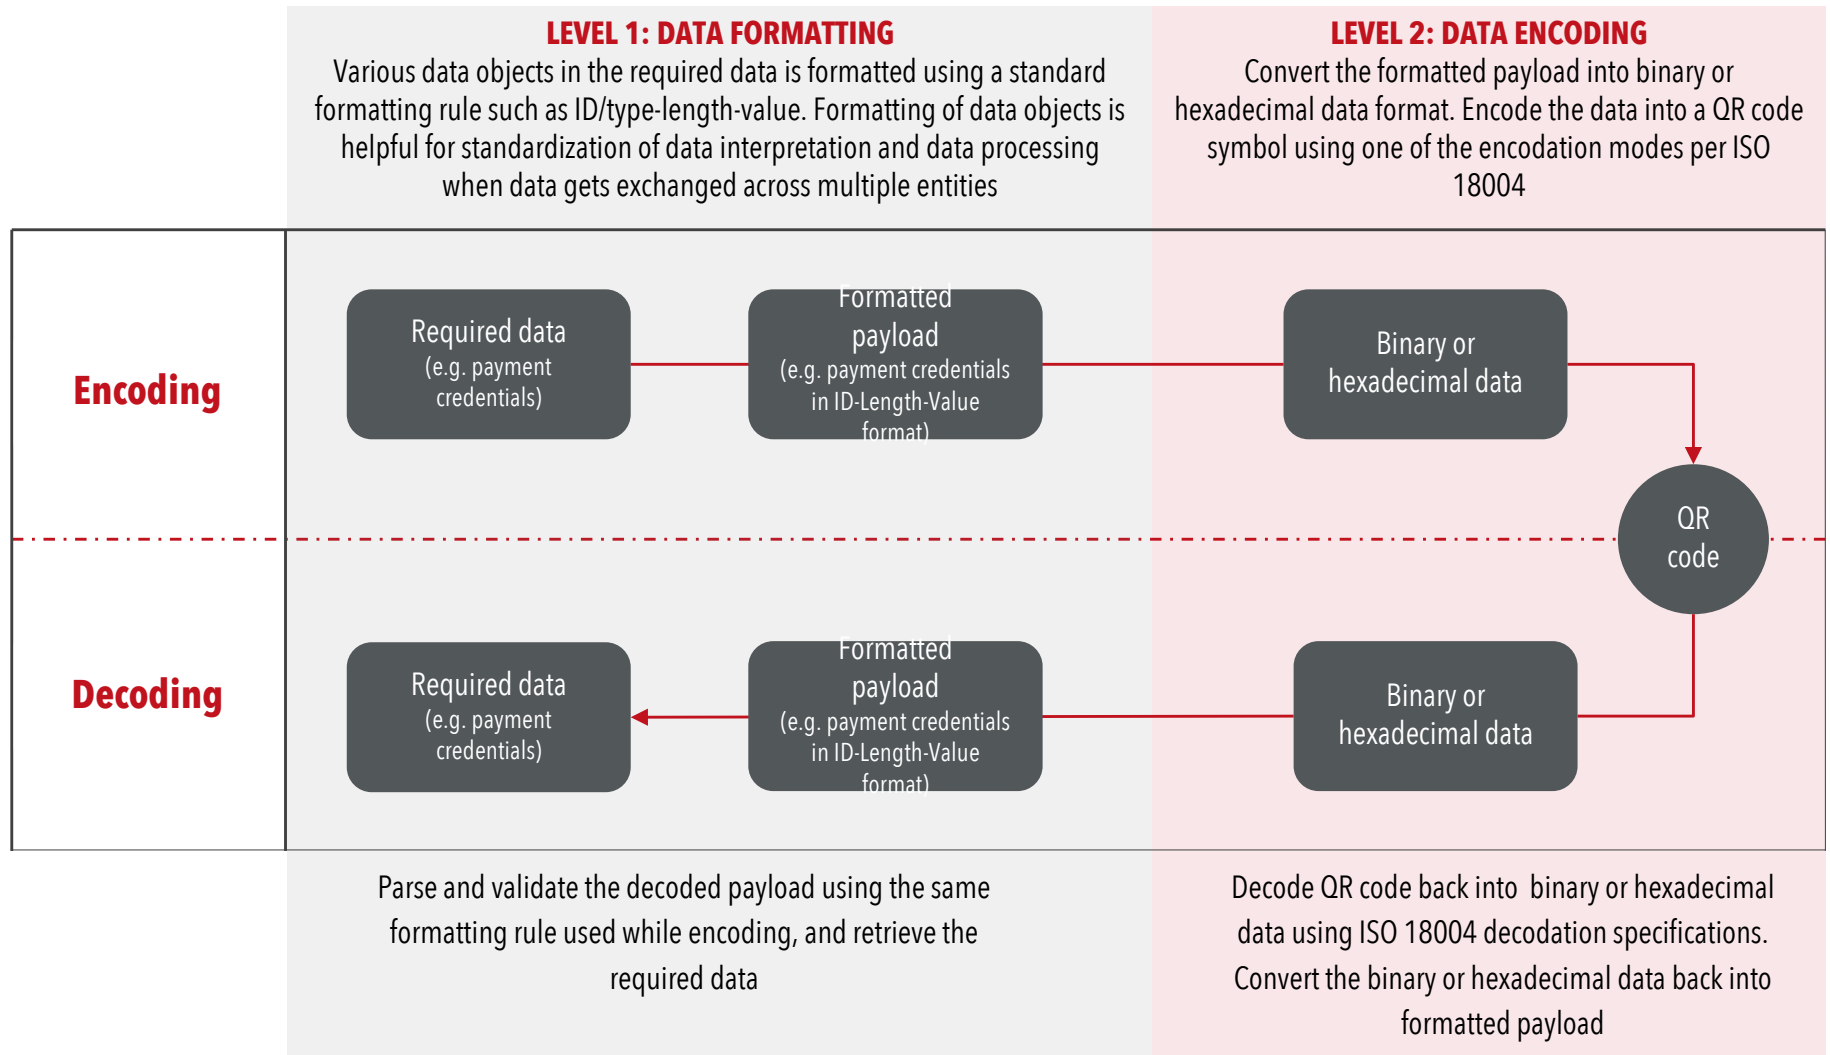 LEVEL 1: DATA FORMATTING
Various data objects in the required data is formatted using a standard
formatting rule such as ID/type-length-value. Formatting of data objects is
helpful for standardization of data interpretation and data processing
when data gets exchanged across multiple entities
LEVEL 2: DATA ENCODING
Convert the formatted payload into binary or
hexadecimal data format. Encode the data into a QR code
symbol using one of the encodation modes per ISO
18004
Encoding
Required data
(e.g. payment
credentials)
Formatted
payload
(e.g. payment credentials
in ID-Length-Value
format)
Binary or
hexadecimal data
QR
code
Decoding
Required data
(e.g. payment
credentials)
Formatted
payload
(e.g. payment credentials
in ID-Length-Value
format)
Binary or
hexadecimal data
Parse and validate the decoded payload using the same
formatting rule used while encoding, and retrieve the
required data
Decode QR code back into  binary or hexadecimal
data using ISO 18004 decodation specifications.
Convert the binary or hexadecimal data back into
formatted payload